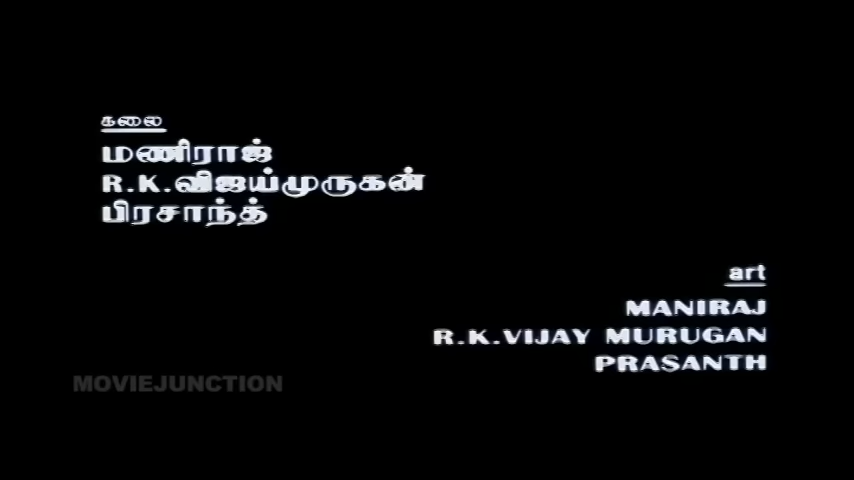 கலை
மணிராஜ்
R.K.விஜய்முருகன்
பிரசாந்த்
art
MANIRAJ
R.K.VIJAY MURUGAN
PRASANTH
MOVIEJUNCTION